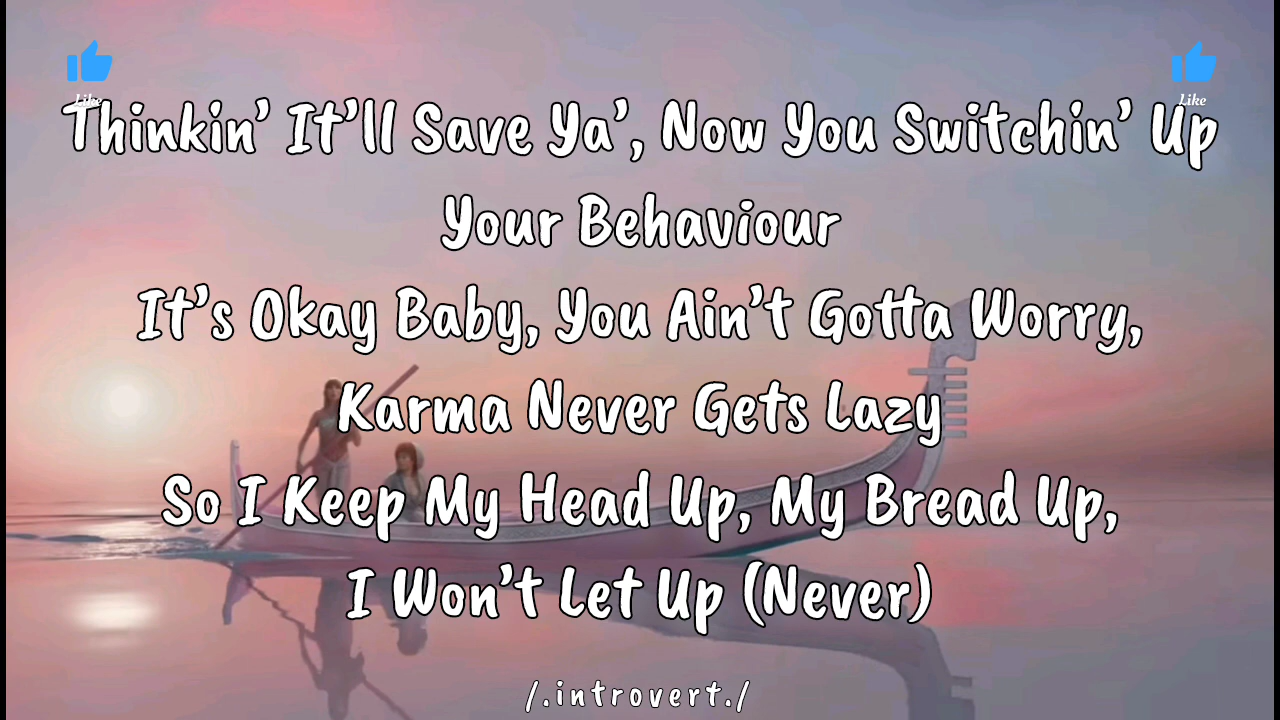 Like
Like
Thinkin’ It’ll Save Ya’, Now You Switchin’ Up
Your Behaviour
It’s Okay Baby, You Ain’t Gotta Worry,
Karma Never Gets Lazy
So I Keep My Head Up, My Bread Up,
I Won’t Let Up (Never)
/.introvert./